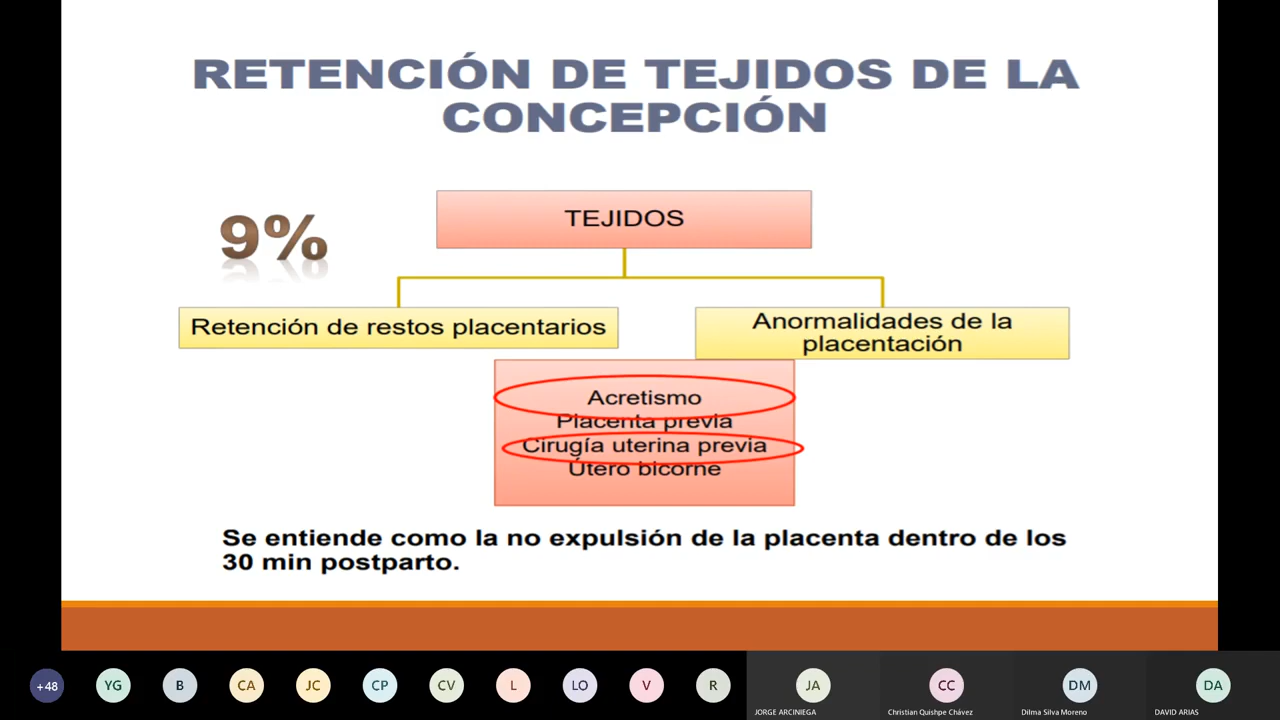 RETENCIÓN DE TEJIDOS DE LA
CONCEPCIÓN
9%
TEJIDOS
Retención de restos placentarios
Anormalidades de la
placentación
Acretismo
Placenta previa
Cirugía uterina previa
Útero bicorne
Se entiende como la no expulsión de la placenta dentro de los
30 min postparto.
+48
YG
B
CA
JC
CP
CV
L
LO
V
R
JA
CC
DM
DA
JORGE ARCINIEGA
Christian Quishpe Chávez
Dilma Silva Moreno
DAVID ARIAS